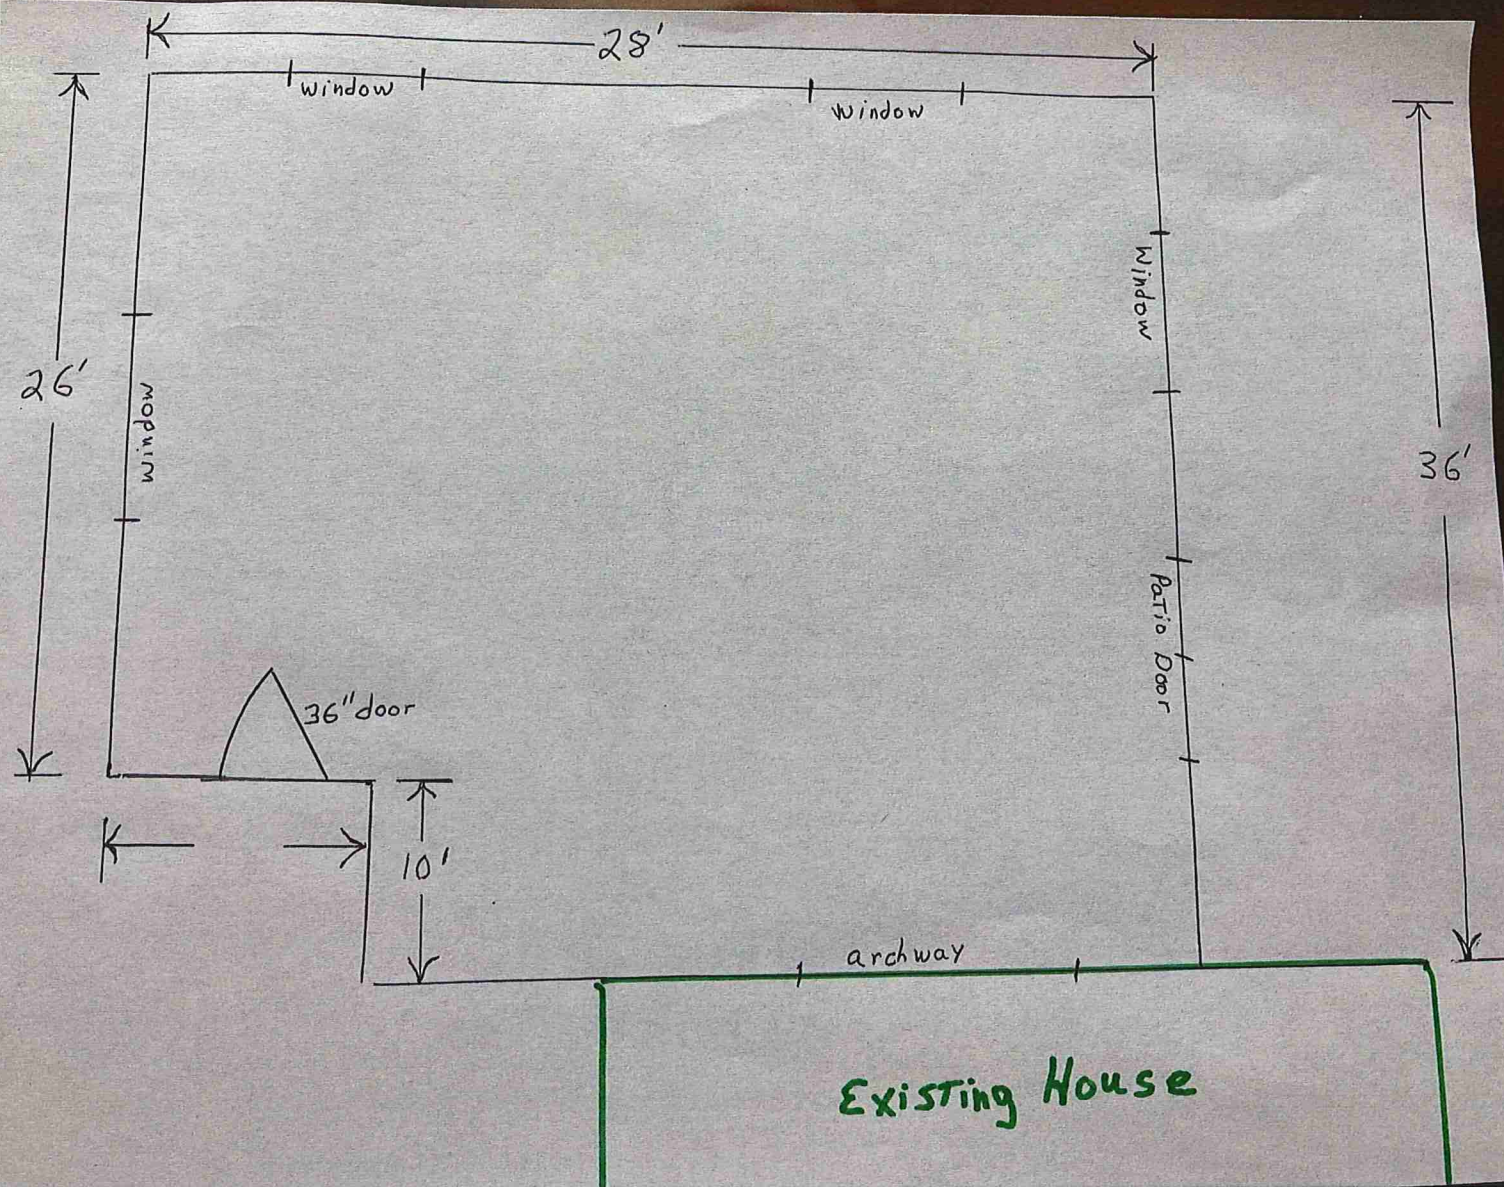 28'
window
window
26'
window
Window
36'
Patio Door
36" door
10'
archway
Existing House